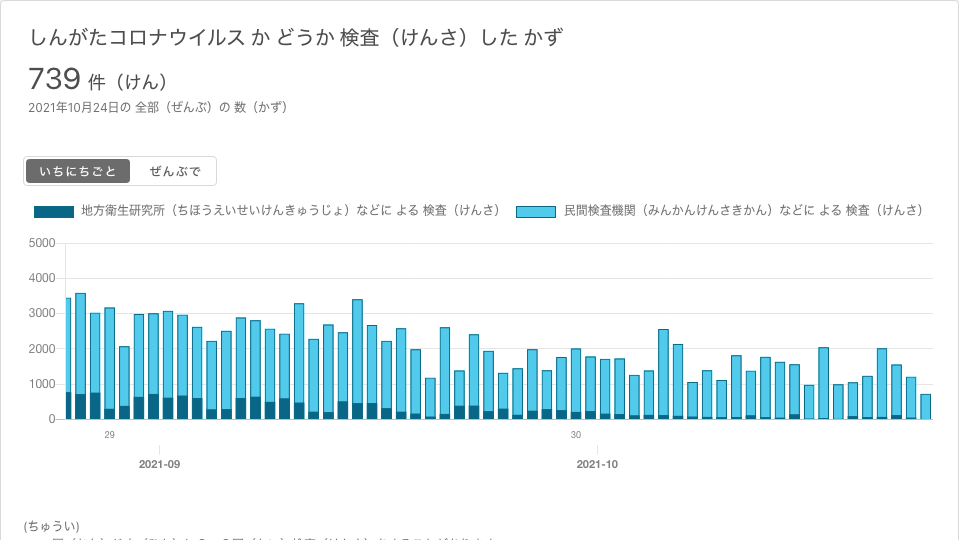 しんがたコロナウイルス か どうか 検査（けんさ）した かず
739 件（けん）
2021年10月24日の 全部（ぜんぶ）の 数（かず）
いちにちごと ぜんぶで
地方衛生研究所（ちほうえいせいけんきゅうじょ）などに よる 検査（けんさ） 民間検査機関（みんかんけんさきかん）などに よる 検査（けんさ）
5000
4000
3000
2000
1000
0
29 30
2021-09 2021-10
(ちゅうい)